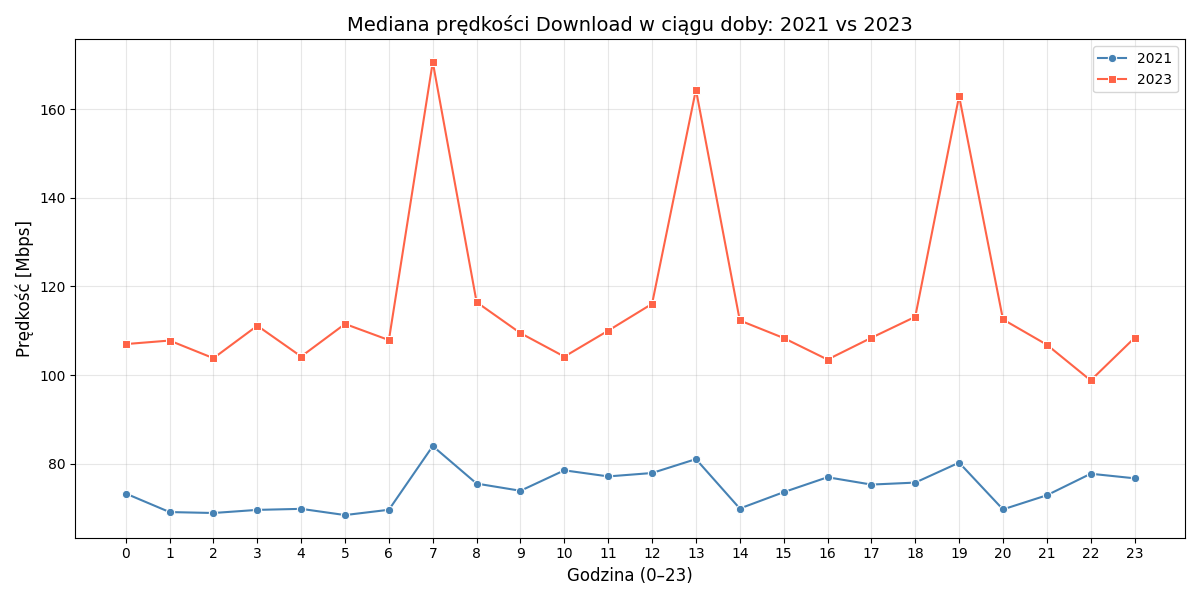 Mediana prędkości Download w ciągu doby: 2021 vs 2023
2021
2023
Prędkość [Mbps]
160
140
120
100
80
0 1 2 3 4 5 6 7 8 9 10 11 12 13 14 15 16 17 18 19 20 21 22 23
Godzina (0–23)